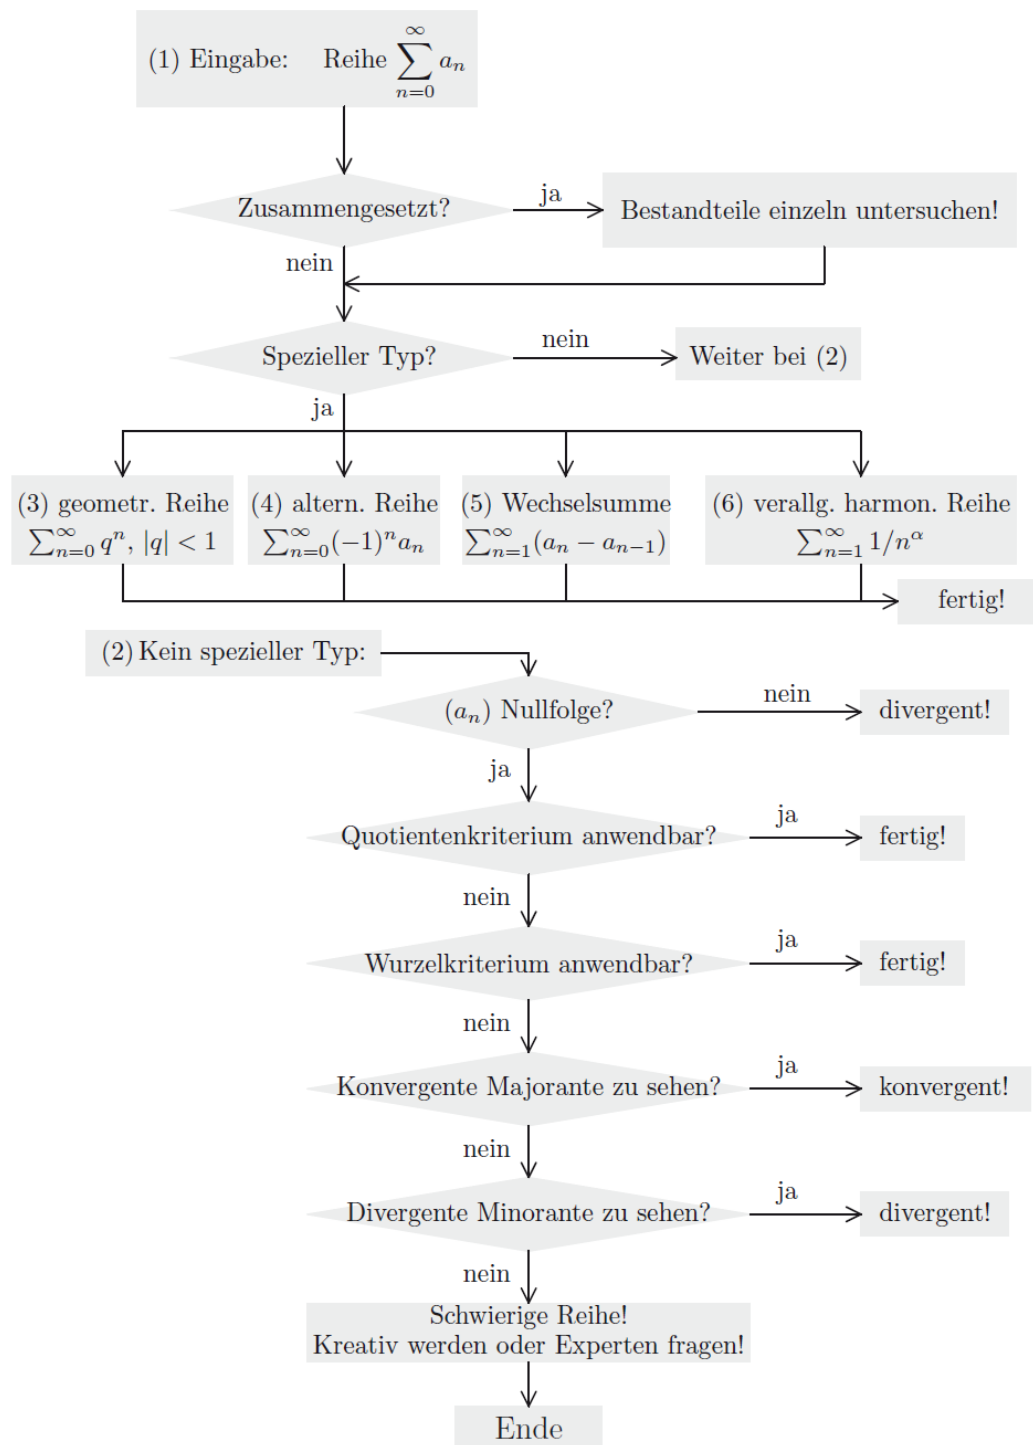 (1) Eingabe: Reihe ∑_{n=0}^{∞} a_n
Zusammengesetzt?
ja
Bestandteile einzeln untersuchen!
nein
Spezieller Typ?
nein
Weiter bei (2)
ja
(3) geometr. Reihe
∑_{n=0}^{∞} q^n, |q| < 1
(4) altern. Reihe
∑_{n=0}^{∞} (−1)^n a_n
(5) Wechselsumme
∑_{n=1}^{∞} (a_n − a_{n−1})
(6) verallg. harmon. Reihe
∑_{n=1}^{∞} 1/n^α
fertig!
(2) Kein spezieller Typ:
(a_n) Nullfolge?
nein
divergent!
ja
Quotientenkriterium anwendbar?
ja
fertig!
nein
Wurzelkriterium anwendbar?
ja
fertig!
nein
Konvergente Majorante zu sehen?
ja
konvergent!
nein
Divergente Minorante zu sehen?
ja
divergent!
nein
Schwierige Reihe!
Kreativ werden oder Experten fragen!
Ende